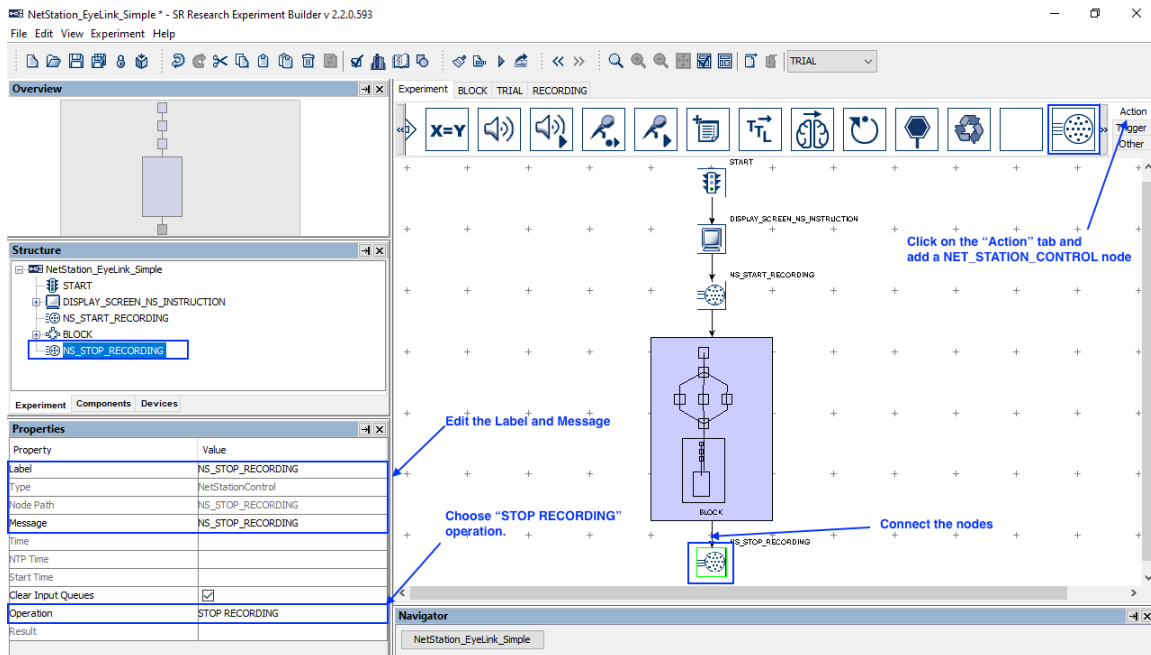 NetStation_EyeLink_Simple * - SR Research Experiment Builder v 2.2.0.593
File Edit View Experiment Help
TRIAL
Overview
Experiment BLOCK TRIAL RECORDING
X=Y
TTL
Action
Trigger
Other
START
DISPLAY_SCREEN_NS_INSTRUCTION
Click on the “Action” tab and
add a NET_STATION_CONTROL node
NS_START_RECORDING
BLOCK
NS_STOP_RECORDING
Connect the nodes
Structure
NetStation_EyeLink_Simple
START
DISPLAY_SCREEN_NS_INSTRUCTION
NS_START_RECORDING
BLOCK
NS_STOP_RECORDING
Experiment Components Devices
Edit the Label and Message
Choose “STOP RECORDING”
operation.
Properties
Property Value
Label NS_STOP_RECORDING
Type NetStationControl
Node Path NS_STOP_RECORDING
Message NS_STOP_RECORDING
Time
NTP Time
Start Time
Clear Input Queues
Operation STOP RECORDING
Result
Navigator
NetStation_EyeLink_Simple